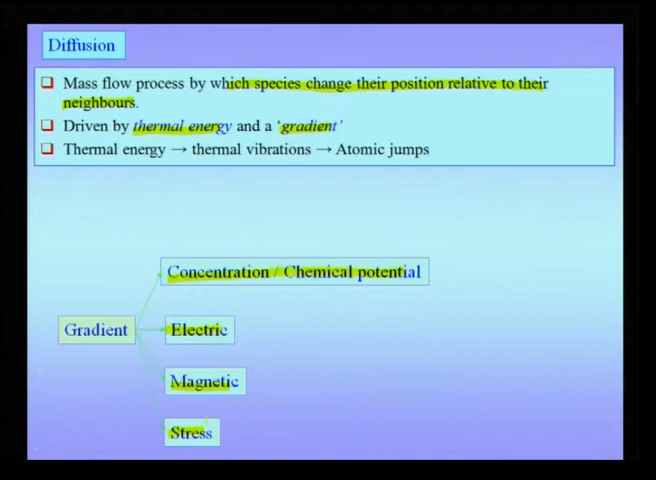 Diffusion
❑ Mass flow process by which species change their position relative to their
neighbours.
❑ Driven by thermal energy and a ‘gradient’
❑ Thermal energy → thermal vibrations → Atomic jumps
Concentration / Chemical potential
Gradient
Electric
Magnetic
Stress